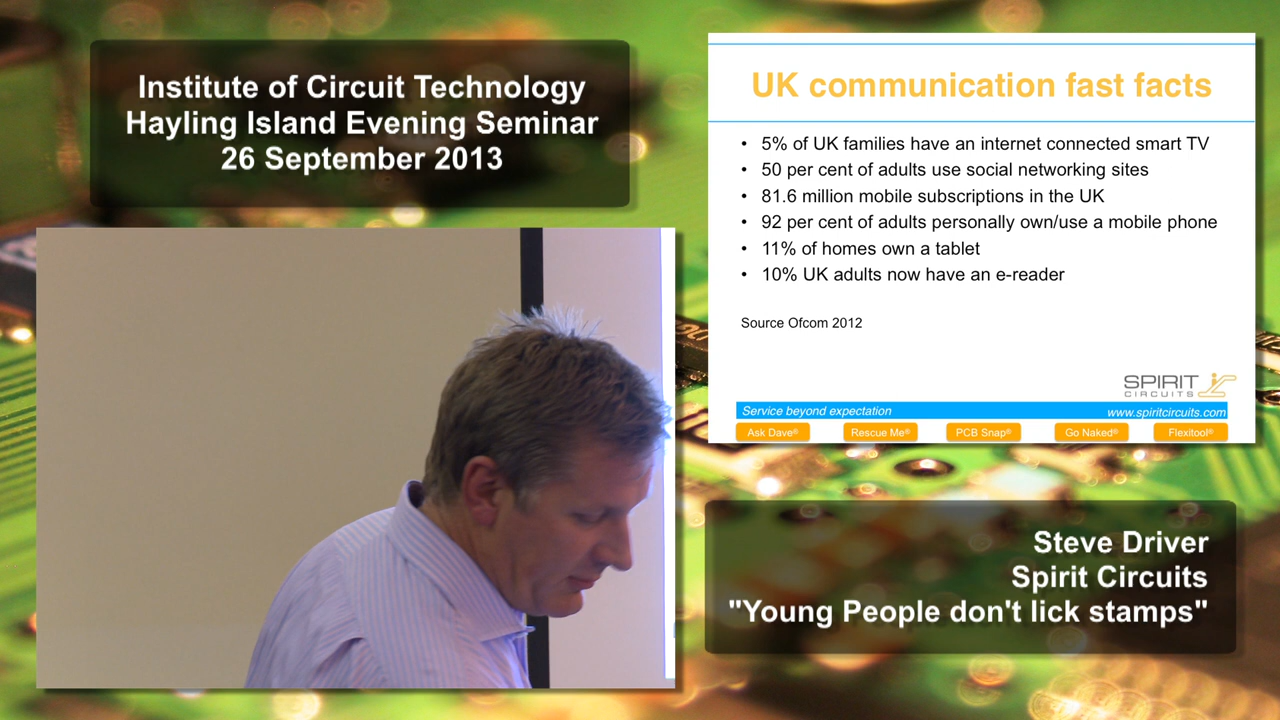 Institute of Circuit Technology
Hayling Island Evening Seminar
26 September 2013
UK communication fast facts
• 5% of UK families have an internet connected smart TV
• 50 per cent of adults use social networking sites
• 81.6 million mobile subscriptions in the UK
• 92 per cent of adults personally own/use a mobile phone
• 11% of homes own a tablet
• 10% UK adults now have an e-reader
Source Ofcom 2012
SPIRIT
CIRCUITS
Service beyond expectation www.spiritcircuits.com
Ask Dave® Rescue Me® PCB Snap® Go Naked® Flexitool®
Steve Driver
Spirit Circuits
"Young People don't lick stamps"